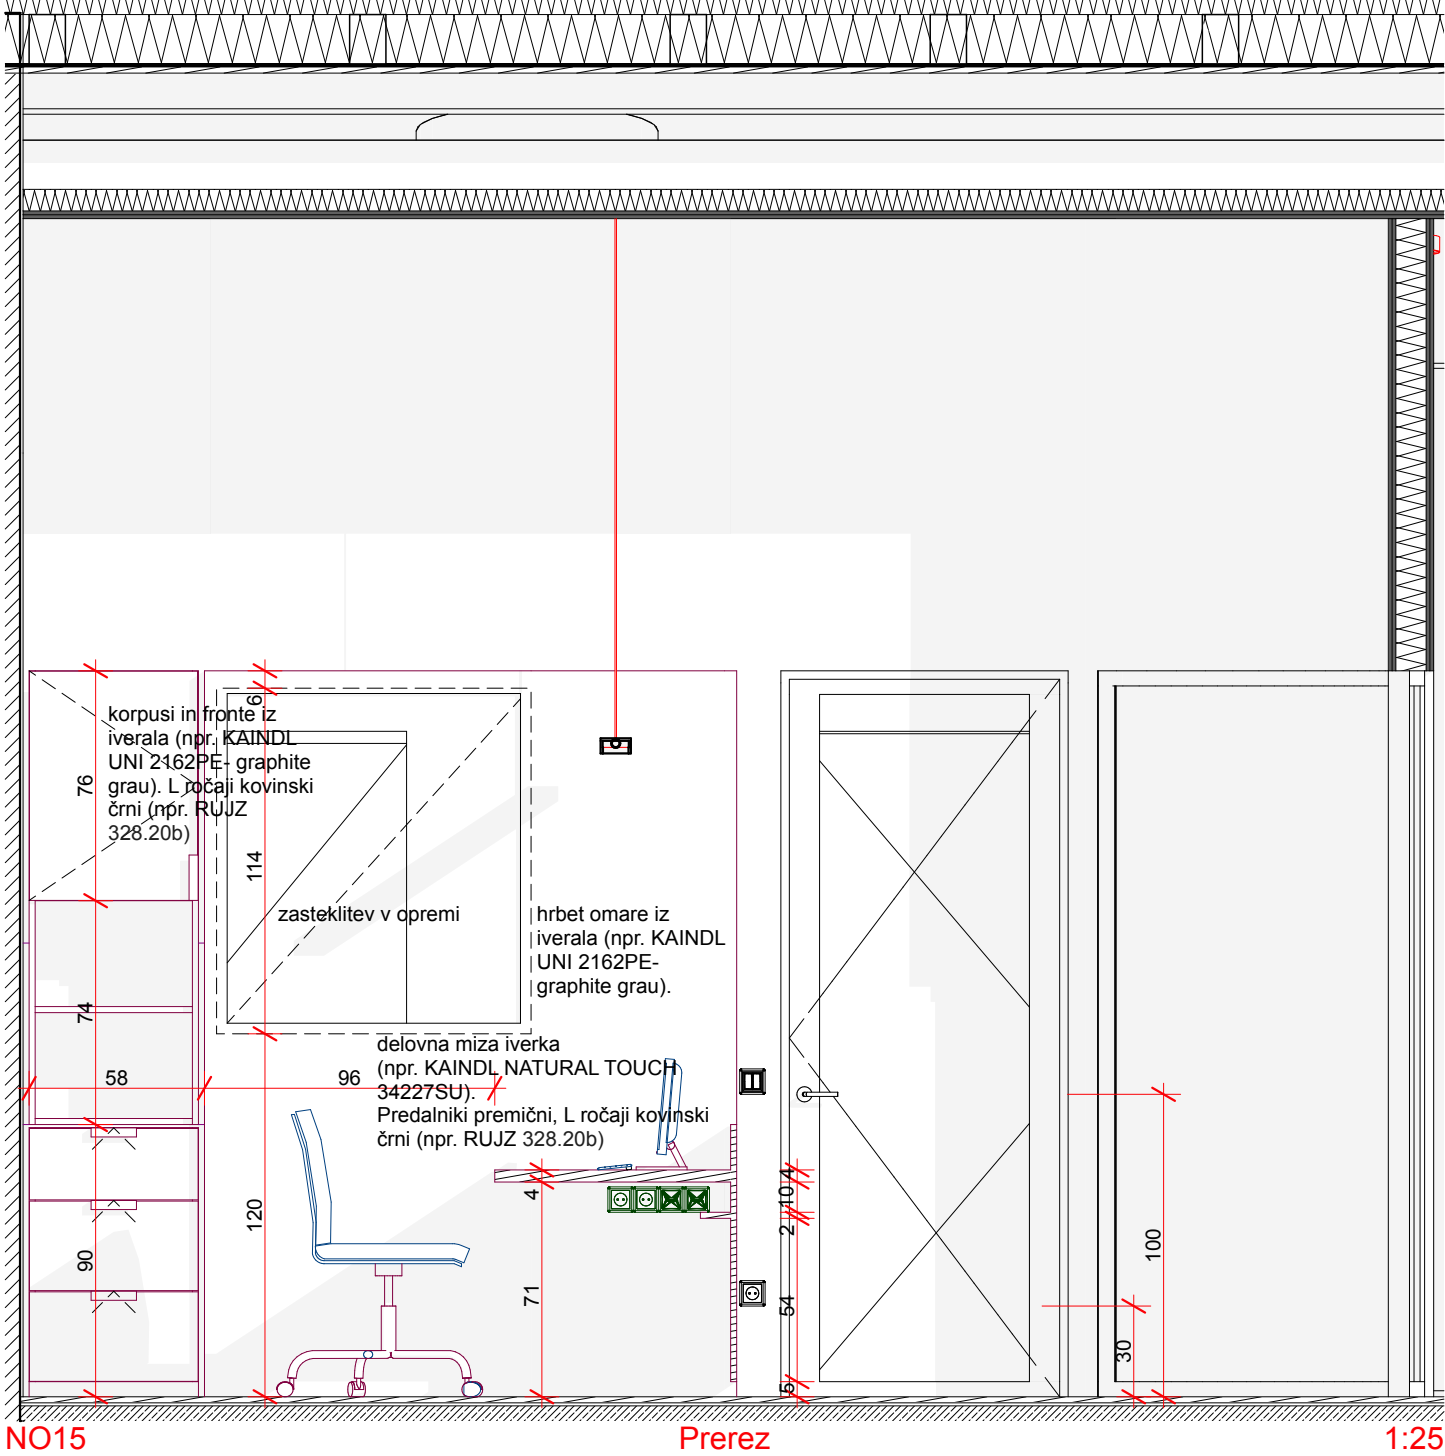 korpusi in fronte iz
iverala (npr. KAINDL
UNI 2162PE- graphite
grau). L ročaji kovinski
črni (npr. RUJZ
328.20b)
6
76
114
zasteklitev v opremi
hrbet omare iz
iverala (npr. KAINDL
UNI 2162PE-
graphite grau).
74
delovna miza iverka
(npr. KAINDL NATURAL TOUCH
34227SU).
Predalniki premični, L ročaji kovinski
črni (npr. RUJZ 328.20b)
58
96
4
4
10
2
120
90
71
54
5
100
30
NO15
Prerez
1:25